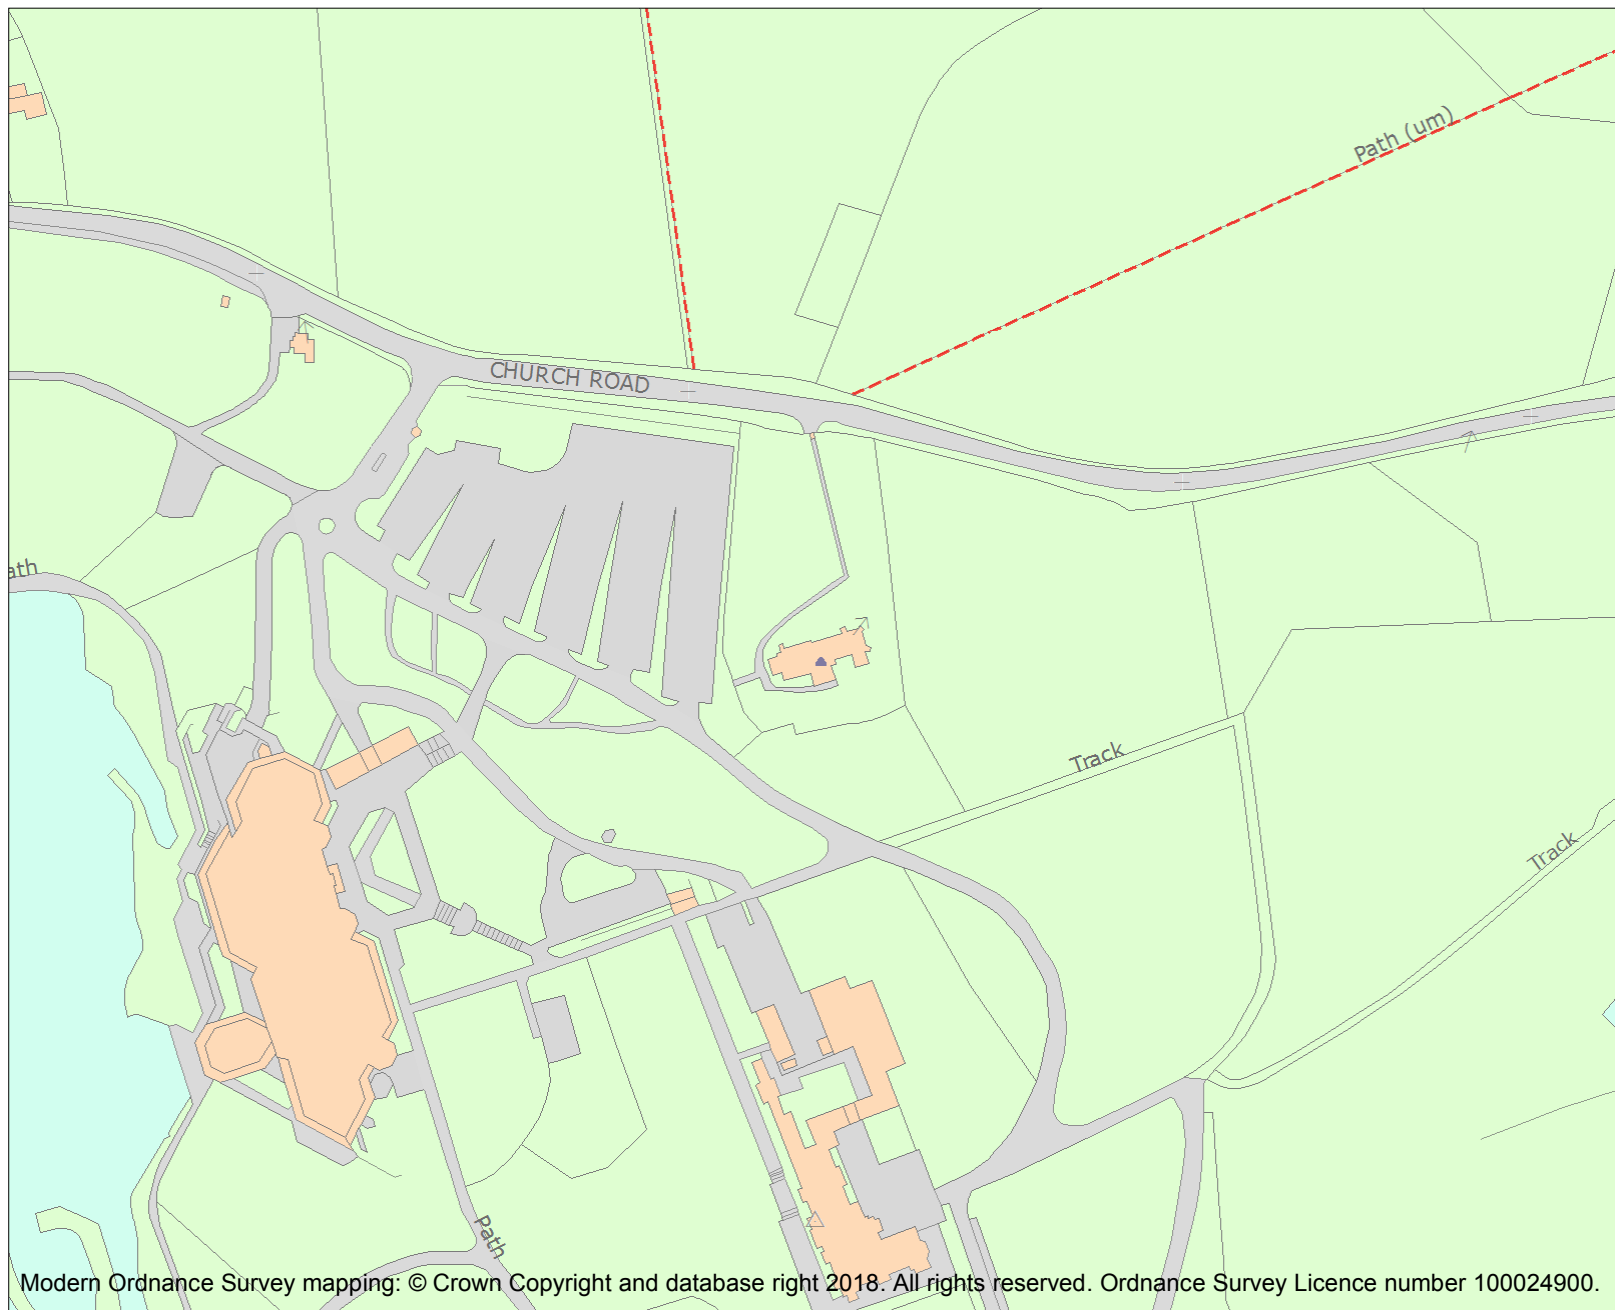 Path (um)
CHURCH ROAD
ath
Track
Track
Path
Modern Ordnance Survey mapping: © Crown Copyright and database right 2018. All rights reserved. Ordnance Survey Licence number 100024900.